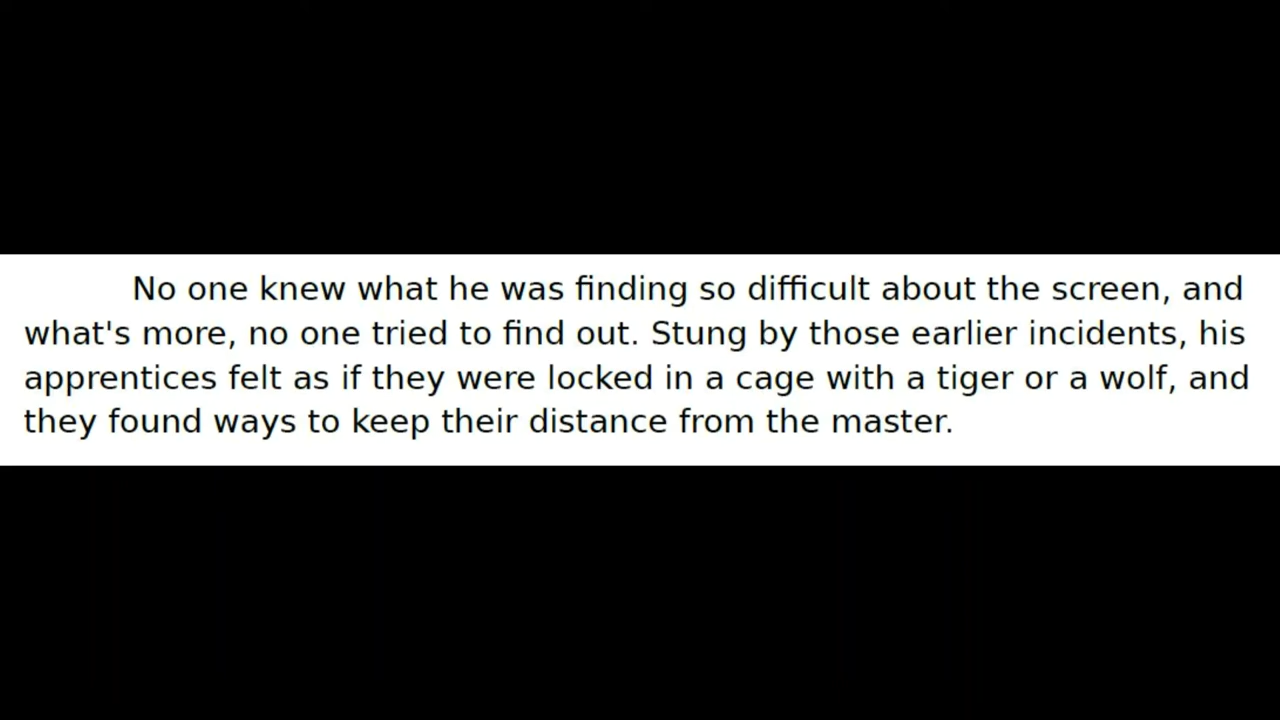 No one knew what he was finding so difficult about the screen, and
what's more, no one tried to find out. Stung by those earlier incidents, his
apprentices felt as if they were locked in a cage with a tiger or a wolf, and
they found ways to keep their distance from the master.